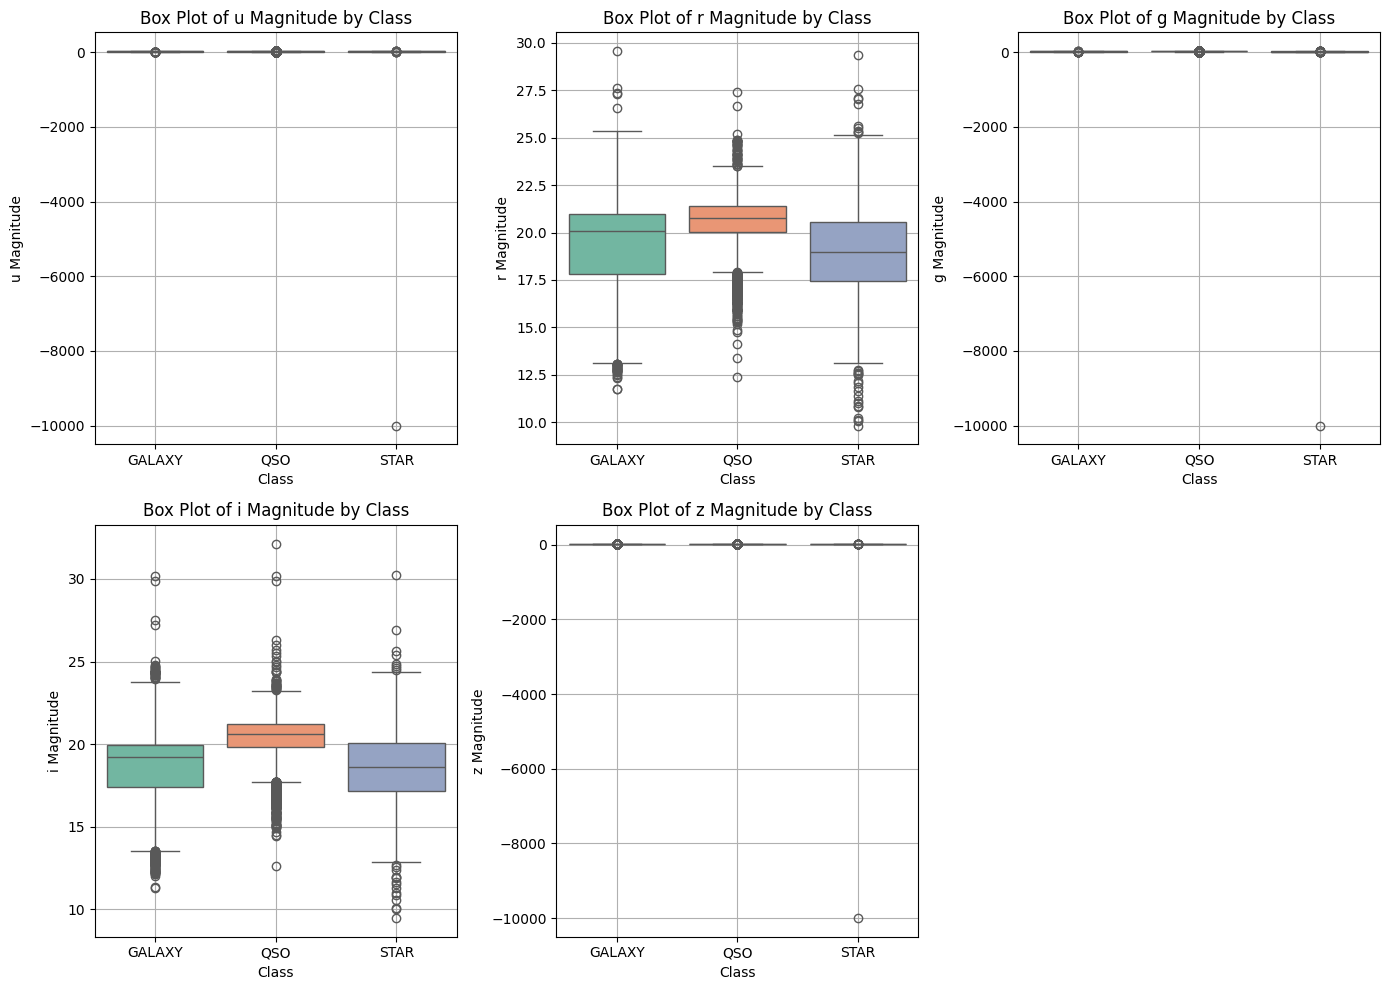 Box Plot of u Magnitude by Class
0
−2000
−4000
−6000
−8000
−10000
u Magnitude
GALAXY QSO STAR
Class
Box Plot of r Magnitude by Class
30.0
27.5
25.0
22.5
20.0
17.5
15.0
12.5
10.0
r Magnitude
GALAXY QSO STAR
Class
Box Plot of g Magnitude by Class
0
−2000
−4000
−6000
−8000
−10000
g Magnitude
GALAXY QSO STAR
Class
Box Plot of i Magnitude by Class
30
25
20
15
10
i Magnitude
GALAXY QSO STAR
Class
Box Plot of z Magnitude by Class
0
−2000
−4000
−6000
−8000
−10000
z Magnitude
GALAXY QSO STAR
Class